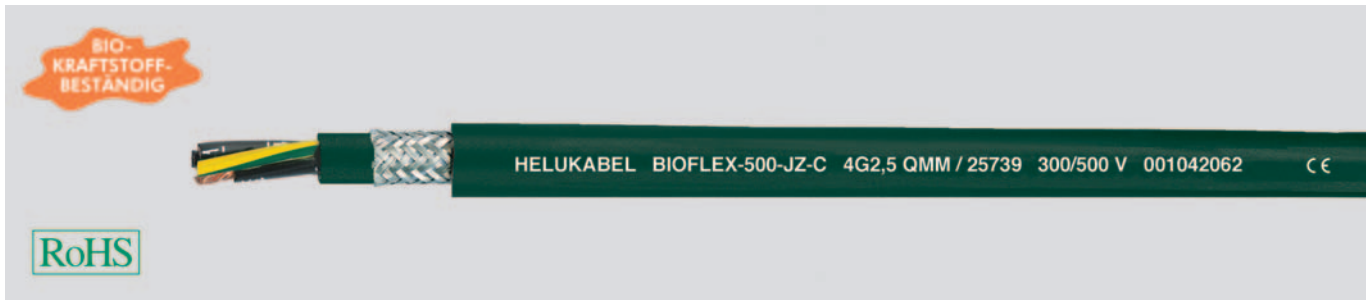 BIO-
KRAFTSTOFF-
BESTÄNDIG
HELUKABEL BIOFLEX-500-JZ-C 4G2,5 QMM / 25739 300/500 V 001042062 CE
RoHS